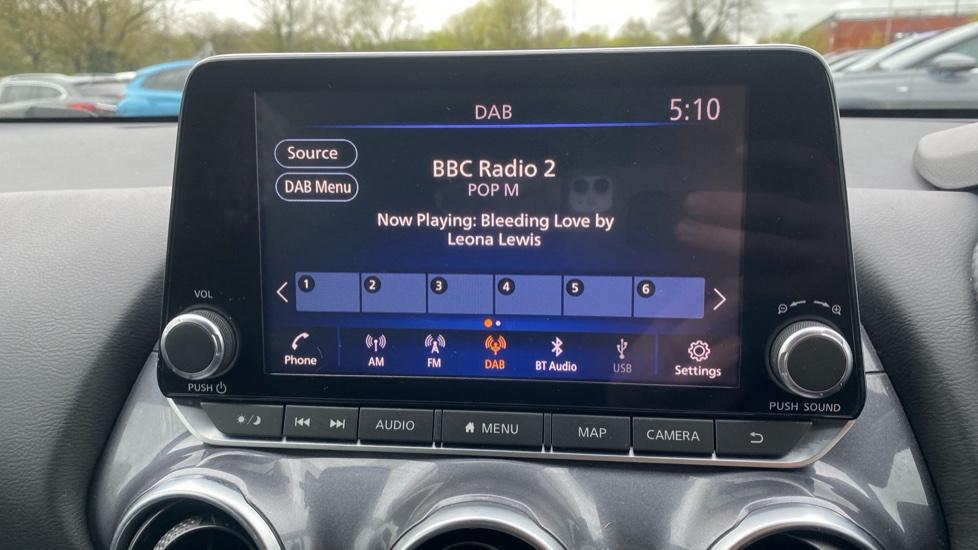 DAB
5:10
Source
DAB Menu
BBC Radio 2
POP M
Now Playing: Bleeding Love by
Leona Lewis
1 2 3 4 5 6
Phone AM FM DAB BT Audio USB Settings
VOL
PUSH
PUSH SOUND
AUDIO MENU MAP CAMERA